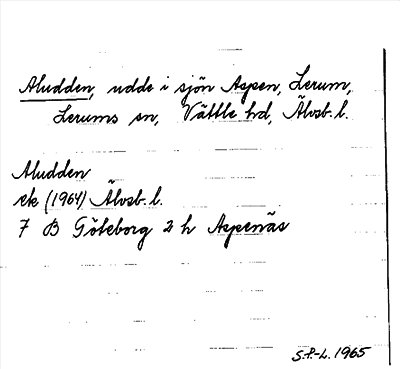 Aludden, udde i sjön Aspen, Lerum,
Lerums sn, Vättle hd, Älvsb. l.
Aludden
ek (1964) Älvsb. l.
7 B Göteborg 2 h Aspenäs
S.P.-L. 1965